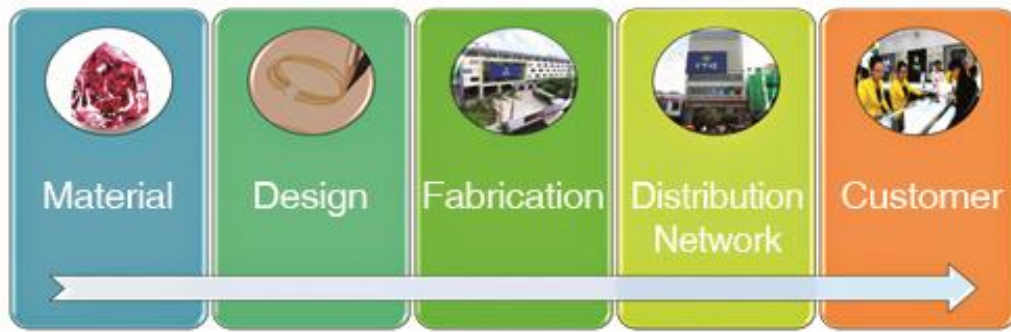 Material
Design
Fabrication
Distribution
Network
Customer